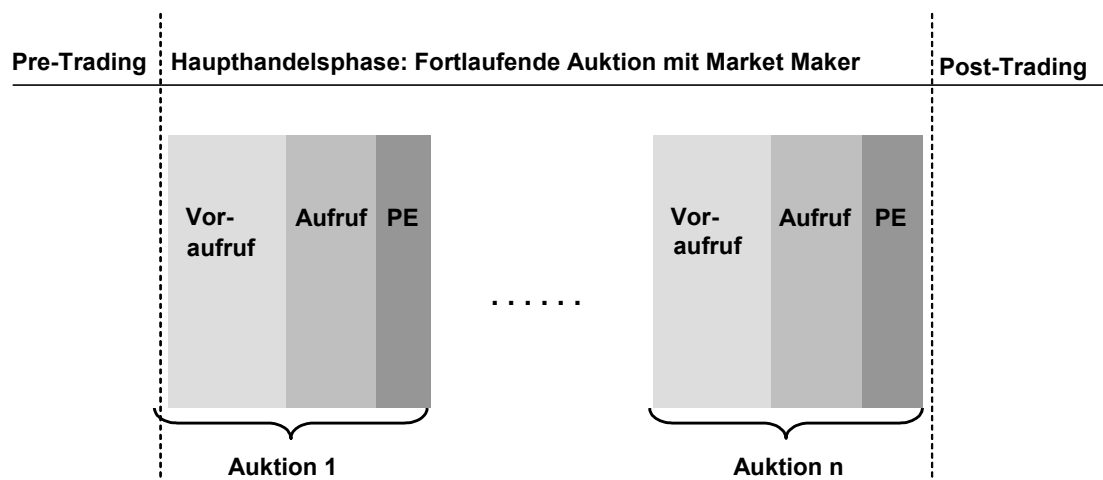 Pre-Trading
Haupthandelsphase: Fortlaufende Auktion mit Market Maker
Post-Trading
Vor-
aufruf
Aufruf
PE
......
Vor-
aufruf
Aufruf
PE
Auktion 1
Auktion n